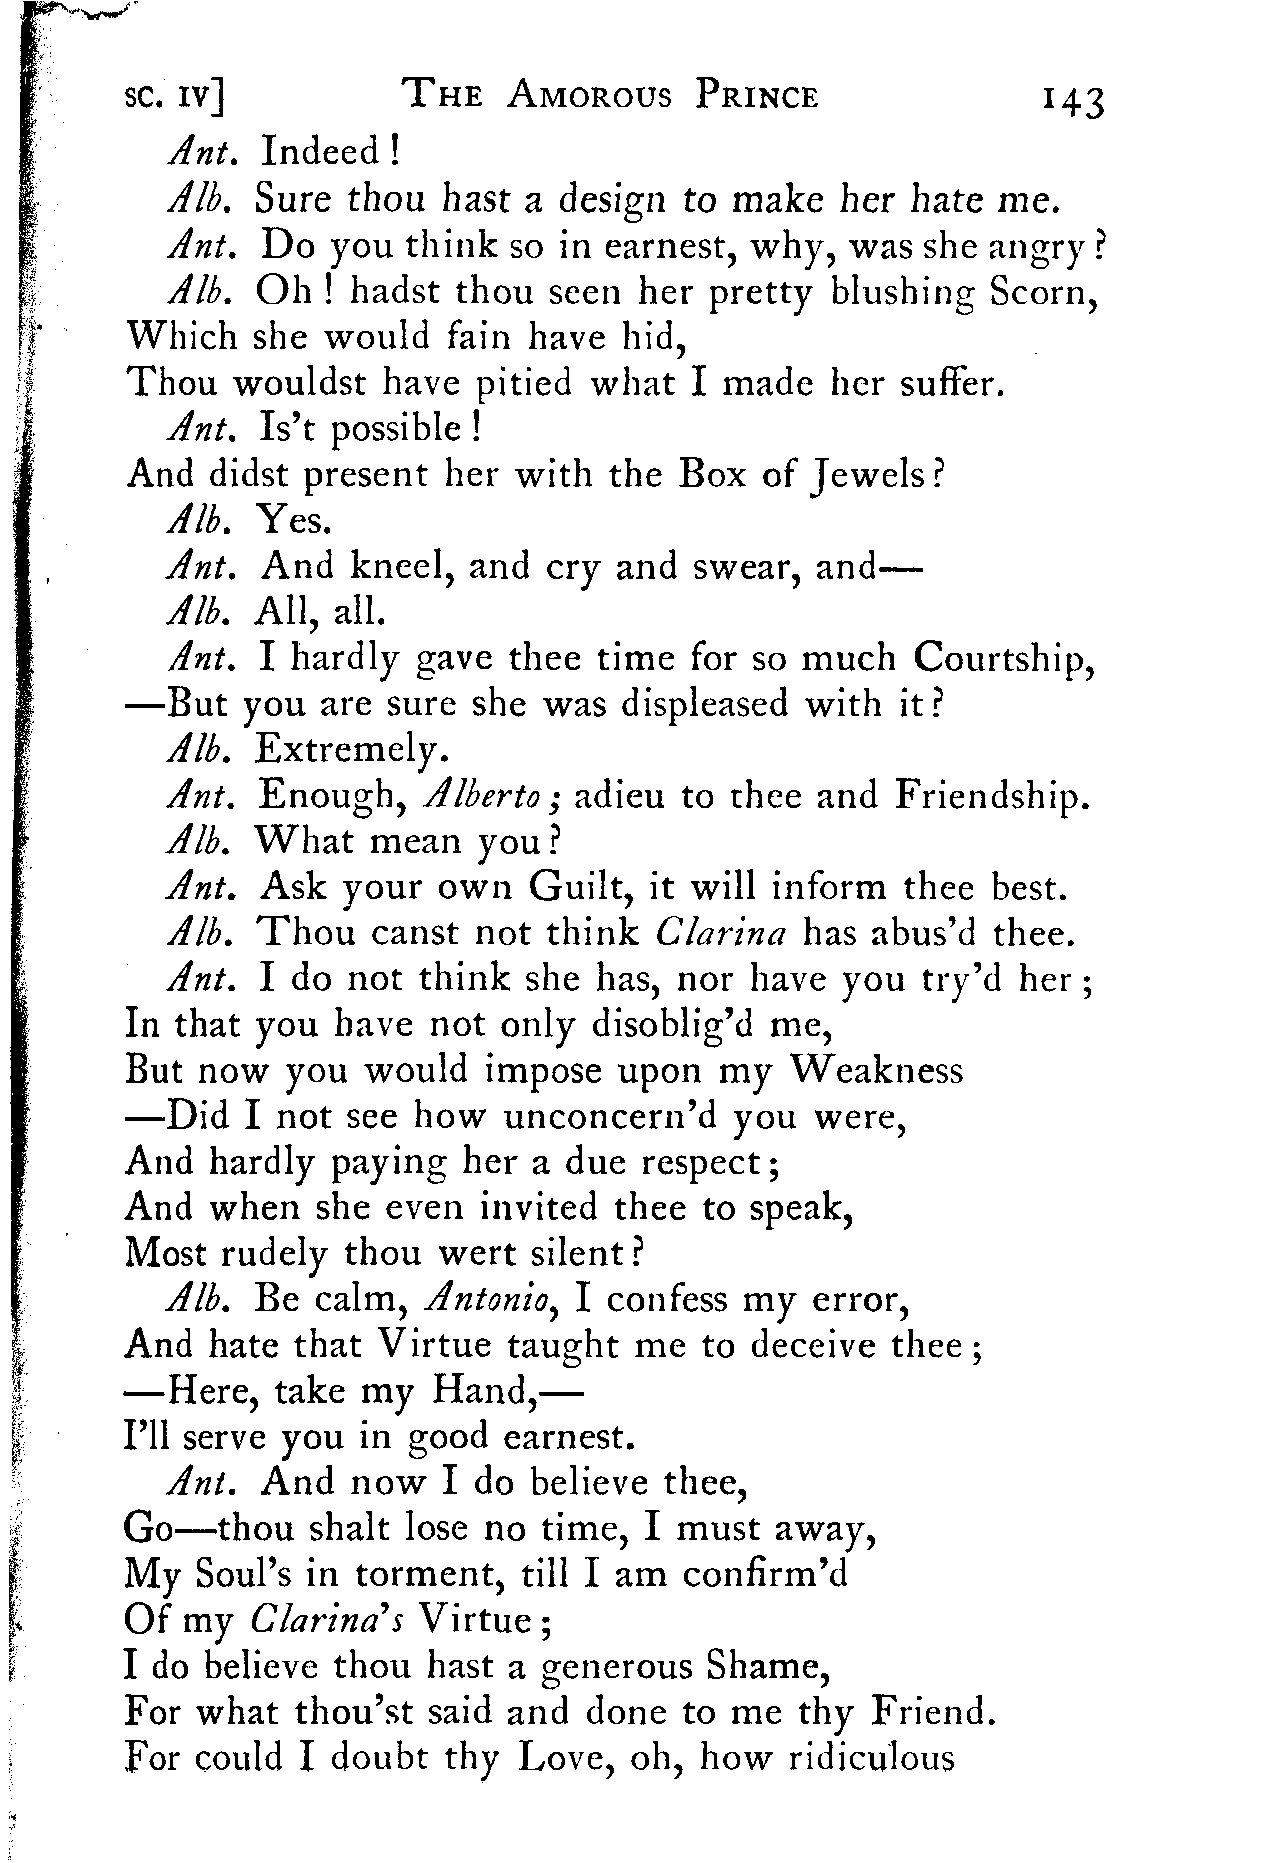 SC. IV] THE AMOROUS PRINCE 143
Ant. Indeed !
Alb. Sure thou hast a design to make her hate me.
Ant. Do you think so in earnest, why, was she angry ?
Alb. Oh ! hadst thou seen her pretty blushing Scorn,
Which she would fain have hid,
Thou wouldst have pitied what I made her suffer.
Ant. Is't possible !
And didst present her with the Box of Jewels ?
Alb. Yes.
Ant. And kneel, and cry and swear, and—
Alb. All, all.
Ant. I hardly gave thee time for so much Courtship,
—But you are sure she was displeased with it ?
Alb. Extremely.
Ant. Enough, Alberto ; adieu to thee and Friendship.
Alb. What mean you ?
Ant. Ask your own Guilt, it will inform thee best.
Alb. Thou canst not think Clarina has abus'd thee.
Ant. I do not think she has, nor have you try'd her ;
In that you have not only disoblig'd me,
But now you would impose upon my Weakness
—Did I not see how unconcern'd you were,
And hardly paying her a due respect ;
And when she even invited thee to speak,
Most rudely thou wert silent ?
Alb. Be calm, Antonio, I confess my error,
And hate that Virtue taught me to deceive thee ;
—Here, take my Hand,—
I'll serve you in good earnest.
Ant. And now I do believe thee,
Go—thou shalt lose no time, I must away,
My Soul's in torment, till I am confirm'd
Of my Clarina's Virtue ;
I do believe thou hast a generous Shame,
For what thou'st said and done to me thy Friend.
For could I doubt thy Love, oh, how ridiculous